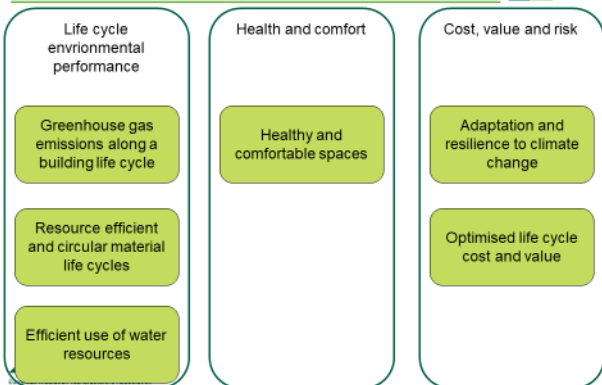 Life cycle
envrionmental
performance
Greenhouse gas
emissions along a
building life cycle
Resource efficient
and circular material
life cycles
Efficient use of water
resources
Health and comfort
Healthy and
comfortable spaces
Cost, value and risk
Adaptation and
resilience to climate
change
Optimised life cycle
cost and value